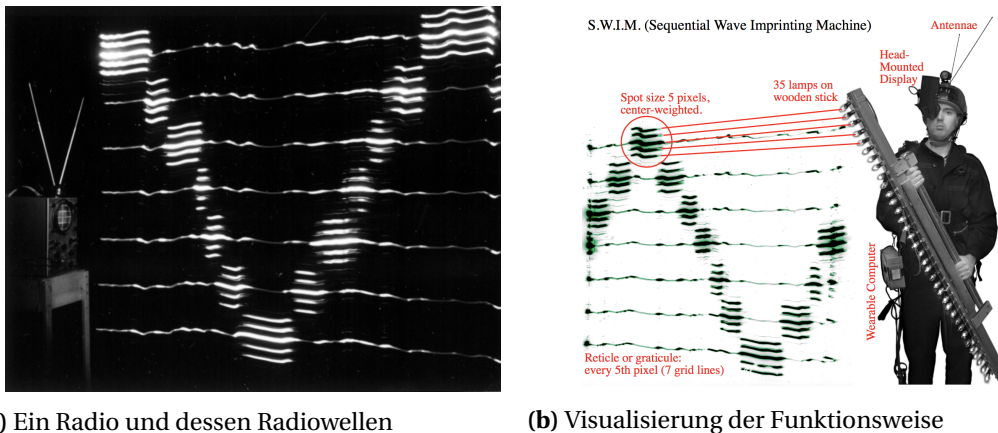 S.W.I.M. (Sequential Wave Imprinting Machine)
Antennae
Head-
Mounted
Display
35 lamps on
wooden stick
Spot size 5 pixels,
center-weighted.
Wearable Computer
Reticle or graticule:
every 5th pixel (7 grid lines)
) Ein Radio und dessen Radiowellen
(b) Visualisierung der Funktionsweise